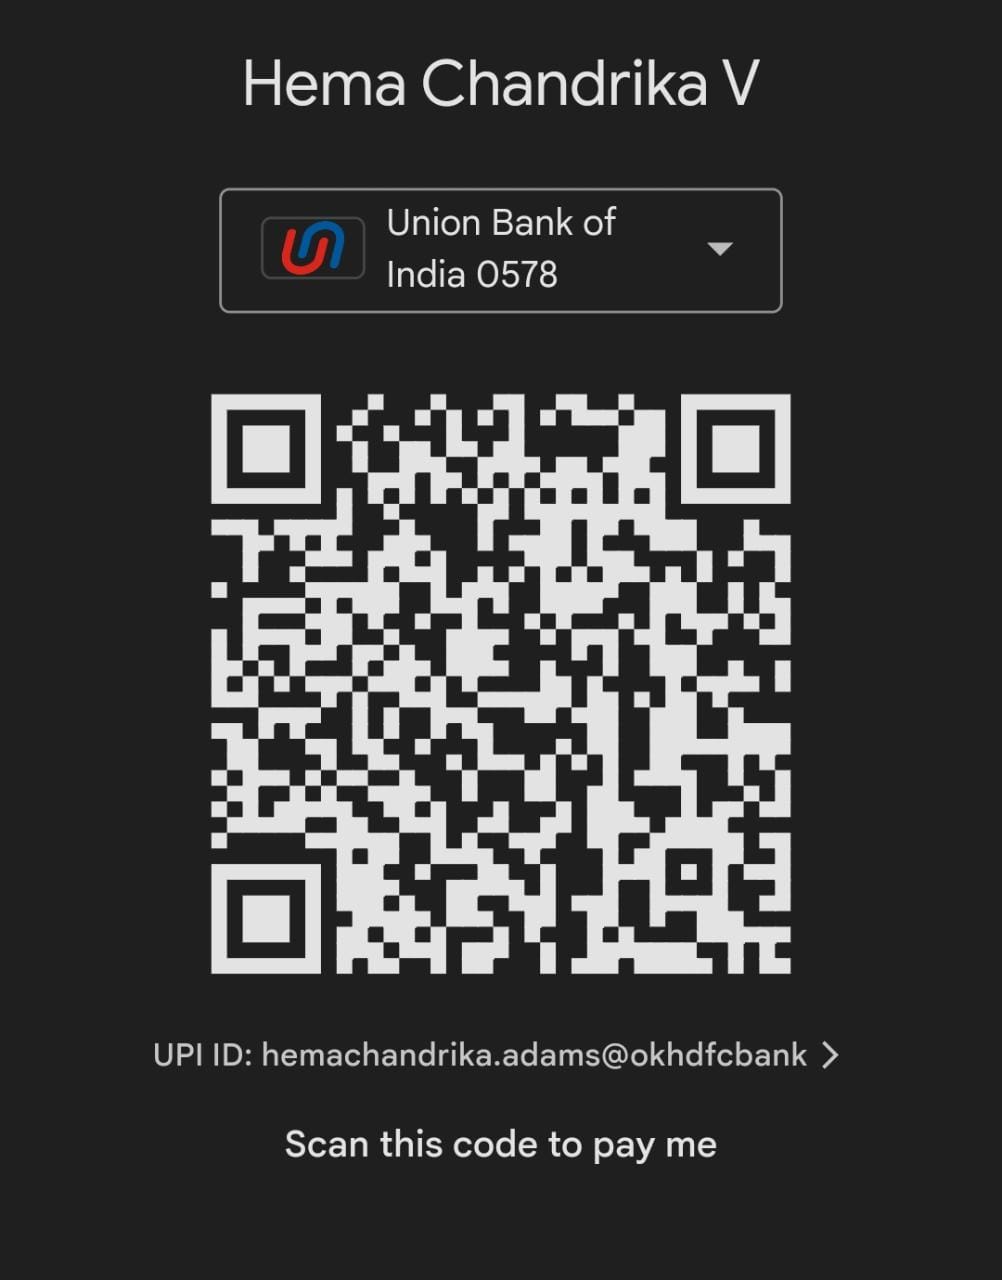 Hema Chandrika V
Union Bank of
India 0578
UPI ID: hemachandrika.adams@okhdfcbank
Scan this code to pay me